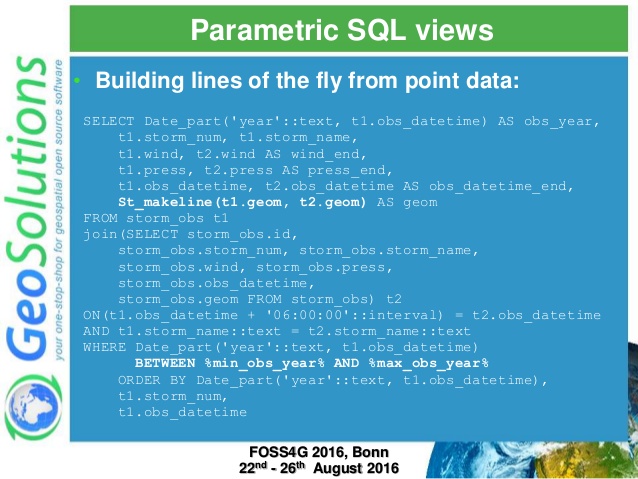 Parametric SQL views
• Building lines of the fly from point data:
SELECT Date_part('year'::text, t1.obs_datetime) AS obs_year,
t1.storm_num, t1.storm_name,
t1.wind, t2.wind AS wind_end,
t1.press, t2.press AS press_end,
t1.obs_datetime, t2.obs_datetime AS obs_datetime_end,
St_makeline(t1.geom, t2.geom) AS geom
FROM storm_obs t1
join(SELECT storm_obs.id,
storm_obs.storm_num, storm_obs.storm_name,
storm_obs.wind, storm_obs.press,
storm_obs.obs_datetime,
storm_obs.geom FROM storm_obs) t2
ON(t1.obs_datetime + '06:00:00'::interval) = t2.obs_datetime
AND t1.storm_name::text = t2.storm_name::text
WHERE Date_part('year'::text, t1.obs_datetime)
BETWEEN %min_obs_year% AND %max_obs_year%
ORDER BY Date_part('year'::text, t1.obs_datetime),
t1.storm_num,
t1.obs_datetime
GeoSolutions
your one-stop-shop for geospatial open source software
FOSS4G 2016, Bonn
22nd - 26th August 2016